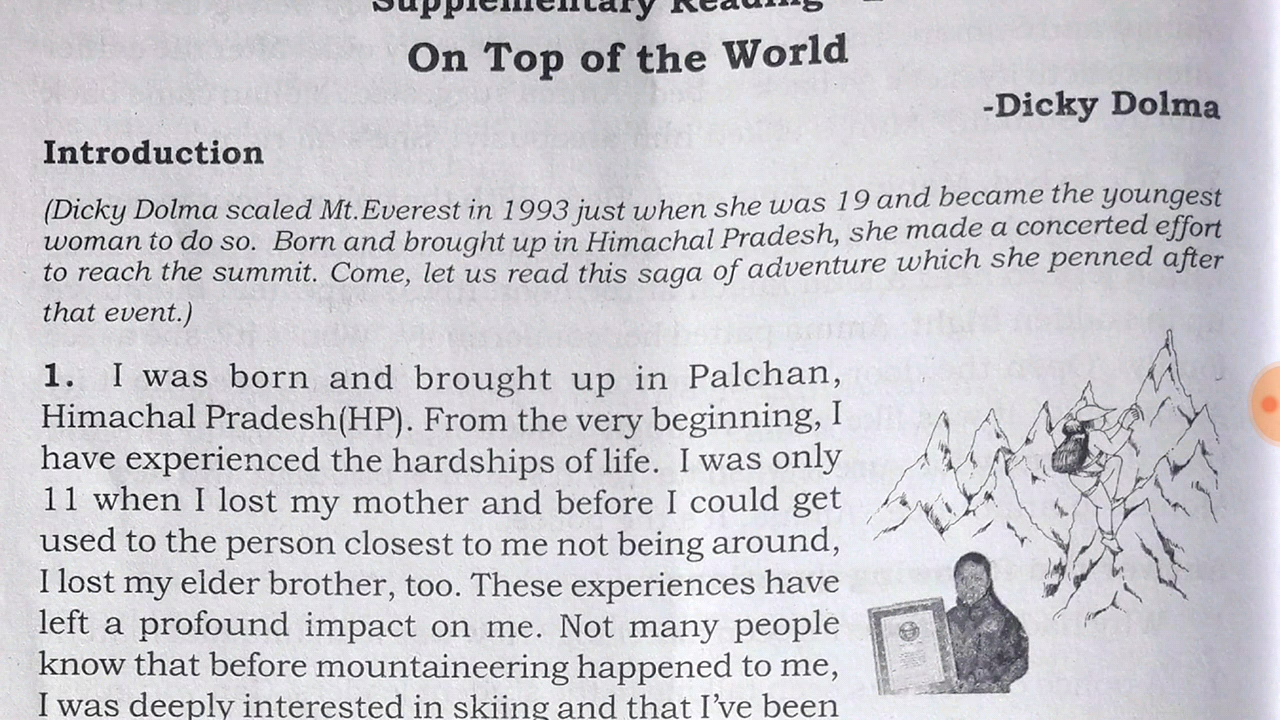 Supplementary Reading
On Top of the World
-Dicky Dolma
Introduction
(Dicky Dolma scaled Mt.Everest in 1993 just when she was 19 and became the youngest
woman to do so. Born and brought up in Himachal Pradesh, she made a concerted effort
to reach the summit. Come, let us read this saga of adventure which she penned after
that event.)
1. I was born and brought up in Palchan,
Himachal Pradesh(HP). From the very beginning, I
have experienced the hardships of life. I was only
11 when I lost my mother and before I could get
used to the person closest to me not being around,
I lost my elder brother, too. These experiences have
left a profound impact on me. Not many people
know that before mountaineering happened to me,
I was deeply interested in skiing and that I've been